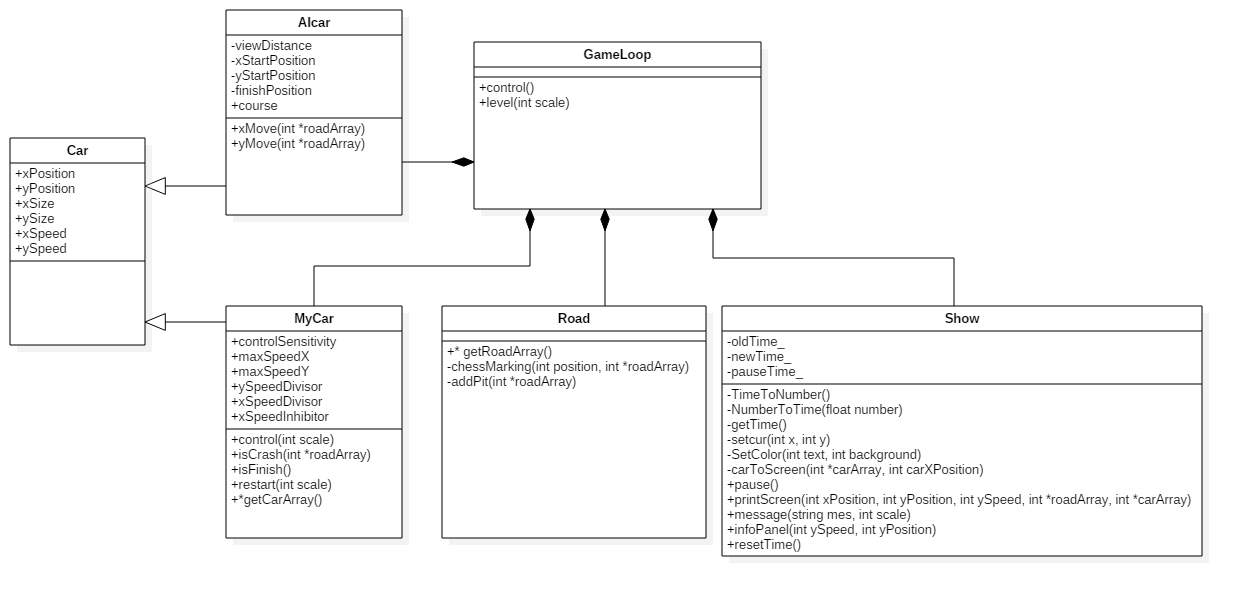 AIcar
-viewDistance
-xStartPosition
-yStartPosition
-finishPosition
+course
+xMove(int *roadArray)
+yMove(int *roadArray)
GameLoop
+control()
+level(int scale)
Car
+xPosition
+yPosition
+xSize
+ySize
+xSpeed
+ySpeed
MyCar
+controlSensitivity
+maxSpeedX
+maxSpeedY
+ySpeedDivisor
+xSpeedDivisor
+xSpeedInhibitor
+control(int scale)
+isCrash(int *roadArray)
+isFinish()
+restart(int scale)
+*getCarArray()
Road
+* getRoadArray()
-chessMarking(int position, int *roadArray)
-addPit(int *roadArray)
Show
-oldTime_
-newTime_
-pauseTime_
-TimeToNumber()
-NumberToTime(float number)
-getTime()
-setcur(int x, int y)
-SetColor(int text, int background)
-carToScreen(int *carArray, int carXPosition)
+pause()
+printScreen(int xPosition, int yPosition, int ySpeed, int *roadArray, int *carArray)
+message(string mes, int scale)
+infoPanel(int ySpeed, int yPosition)
+resetTime()